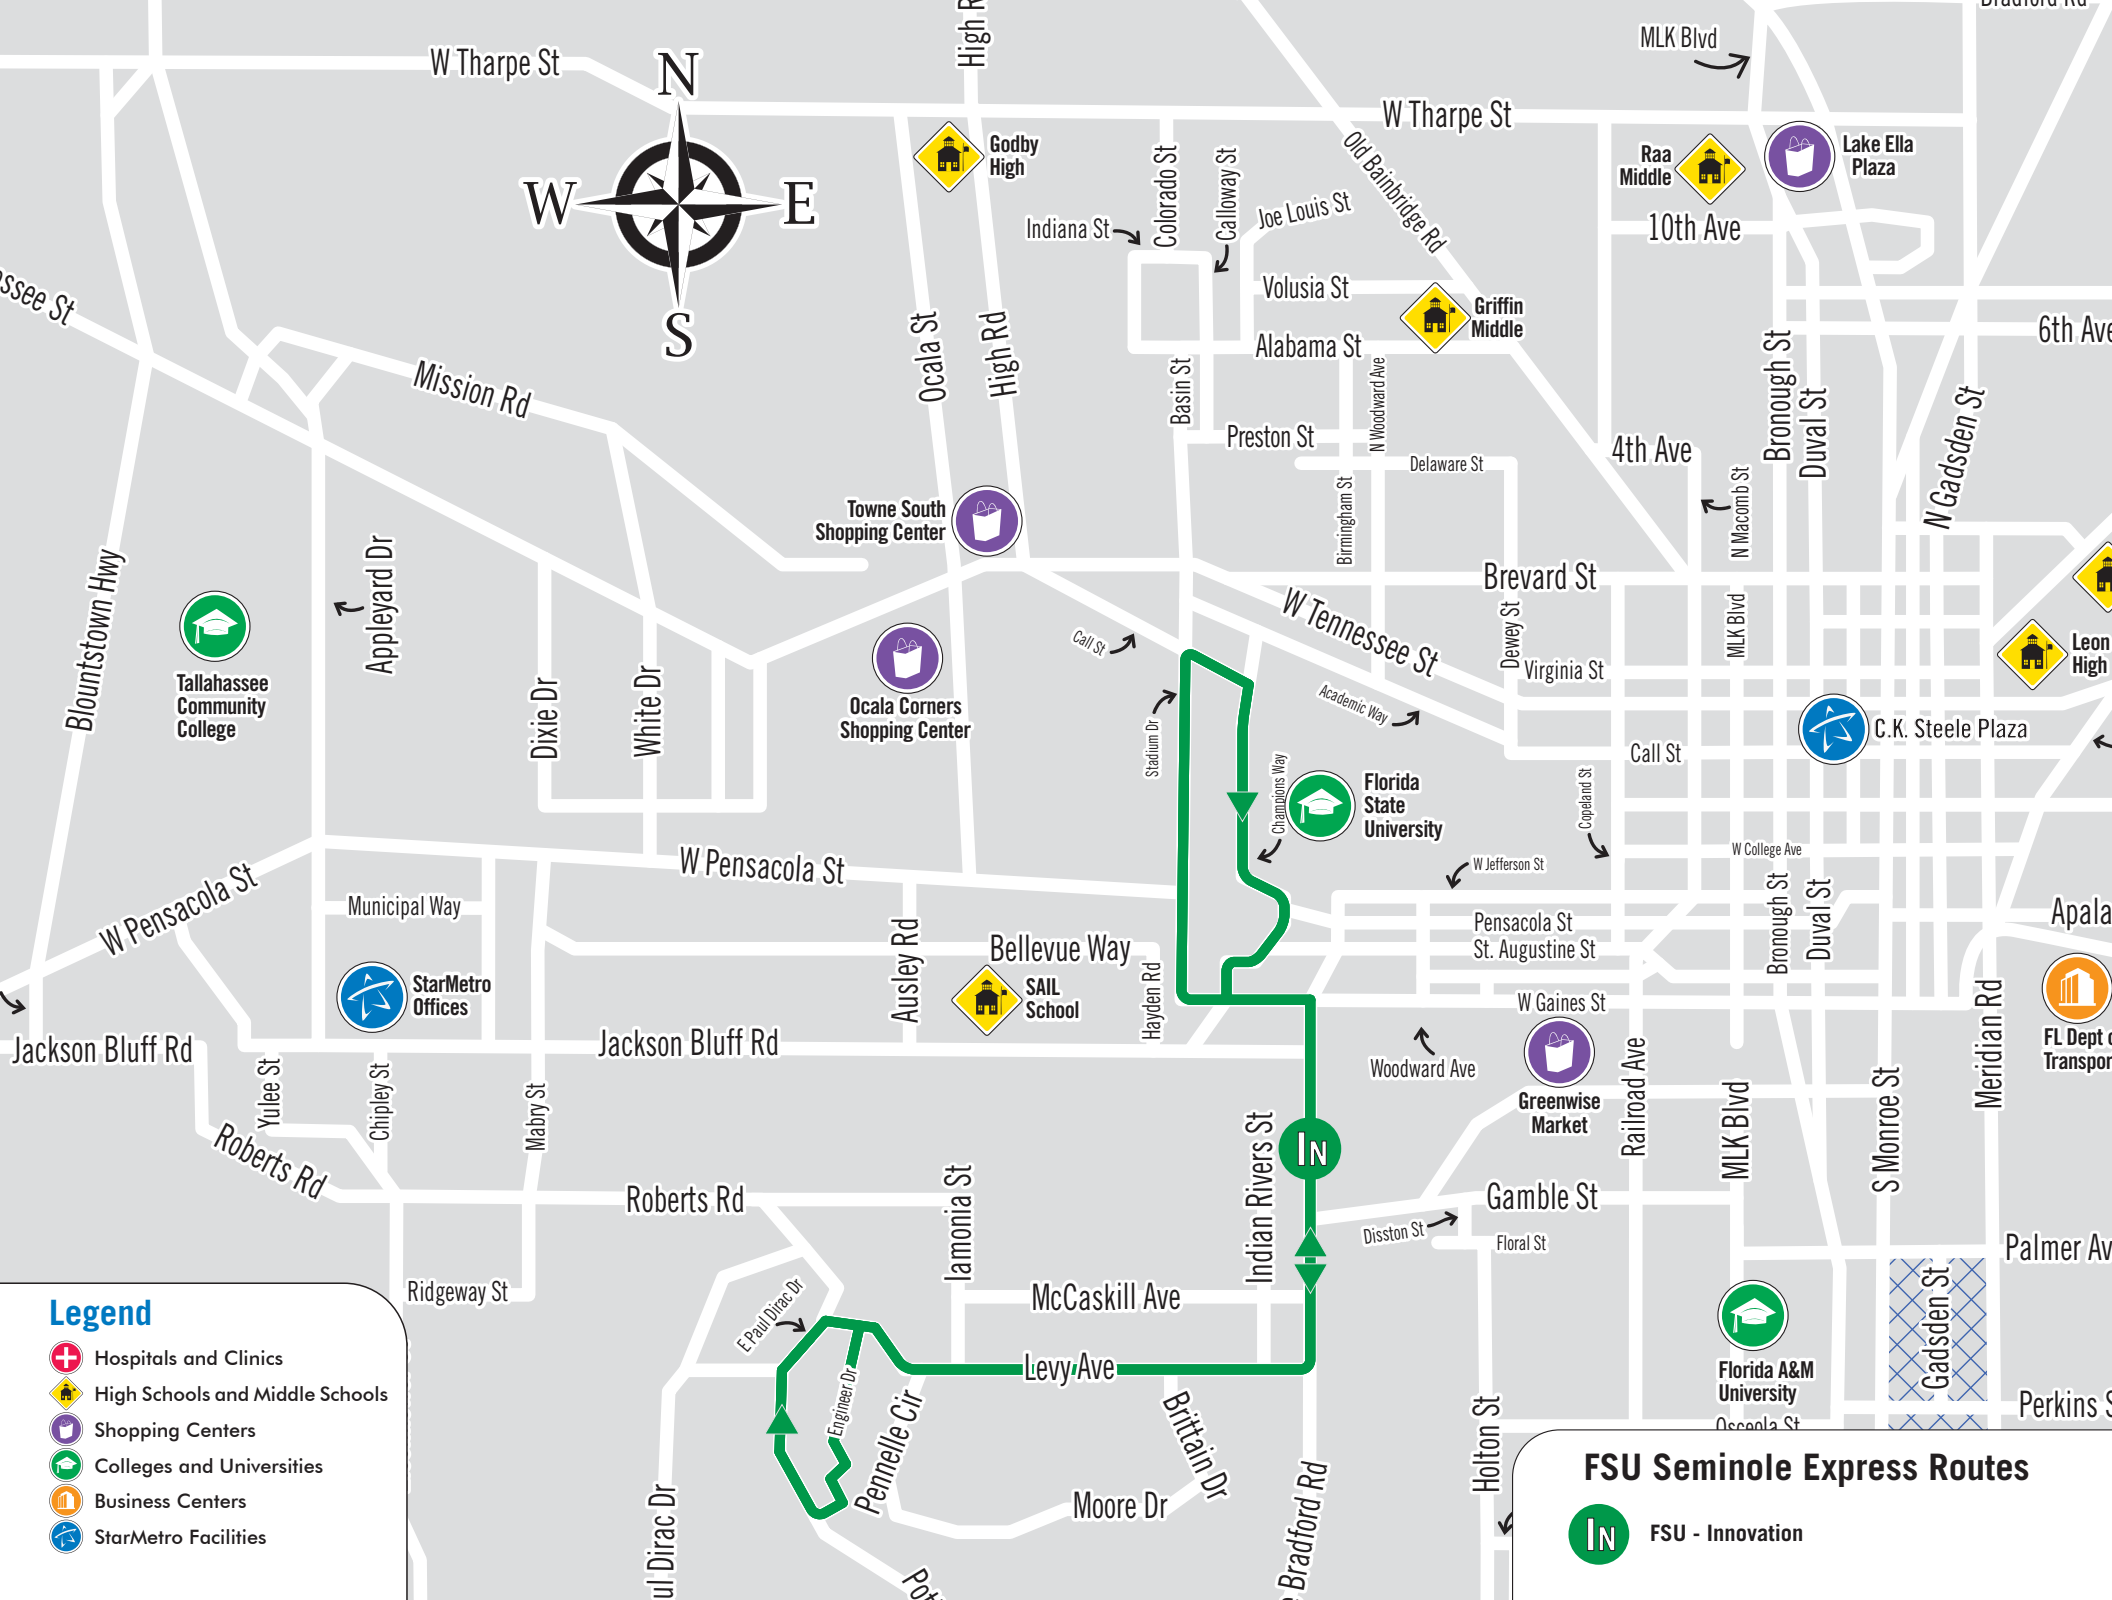 High R
Bradford Rd
MLK Blvd
W Tharpe St
N
W Tharpe St
Old Bainbridge Rd
Godby
High
Raa
Middle
Lake Ella
Plaza
W
E
Colorado St
Calloway St
Joe Louis St
Indiana St
10th Ave
ssee St
Volusia St
Griffin
Middle
S
Ocala St
High Rd
Alabama St
6th Ave
Mission Rd
Basin St
N Woodward Ave
Bronough St
Duval St
N Gadsden St
Preston St
4th Ave
Delaware St
Birmingham St
N Macomb St
Towne South
Shopping Center
Blountstown Hwy
Appleyard Dr
Brevard St
W Tennessee St
Dewey St
MLK Blvd
Call St
Leon
High
Virginia St
Tallahassee
Community
College
Dixie Dr
White Dr
Ocala Corners
Shopping Center
Academic Way
Stadium Dr
C.K. Steele Plaza
Call St
Champions Way
Florida
State
University
Copeland St
W College Ave
W Pensacola St
W Jefferson St
W Pensacola St
Municipal Way
Bronough St
Duval St
Apala
Pensacola St
Ausley Rd
Bellevue Way
St. Augustine St
StarMetro
Offices
SAIL
School
Hayden Rd
W Gaines St
Meridian Rd
FL Dept o
Transpor
Jackson Bluff Rd
Jackson Bluff Rd
Woodward Ave
Yulee St
Chipley St
Mabry St
Greenwise
Market
Railroad Ave
MLK Blvd
S Monroe St
Roberts Rd
Indian Rivers St
IN
Roberts Rd
Iamonia St
Gamble St
Disston St
Floral St
Palmer Av
Ridgeway St
McCaskill Ave
E Paul Dirac Dr
Gadsden St
Levy Ave
Engineer Dr
Pennelle Cir
Brittain Dr
Holton St
Florida A&M
University
Perkins S
Osceola St
Moore Dr
ul Dirac Dr
Bradford Rd
Pot
Legend
Hospitals and Clinics
High Schools and Middle Schools
Shopping Centers
Colleges and Universities
Business Centers
StarMetro Facilities
FSU Seminole Express Routes
IN
FSU - Innovation